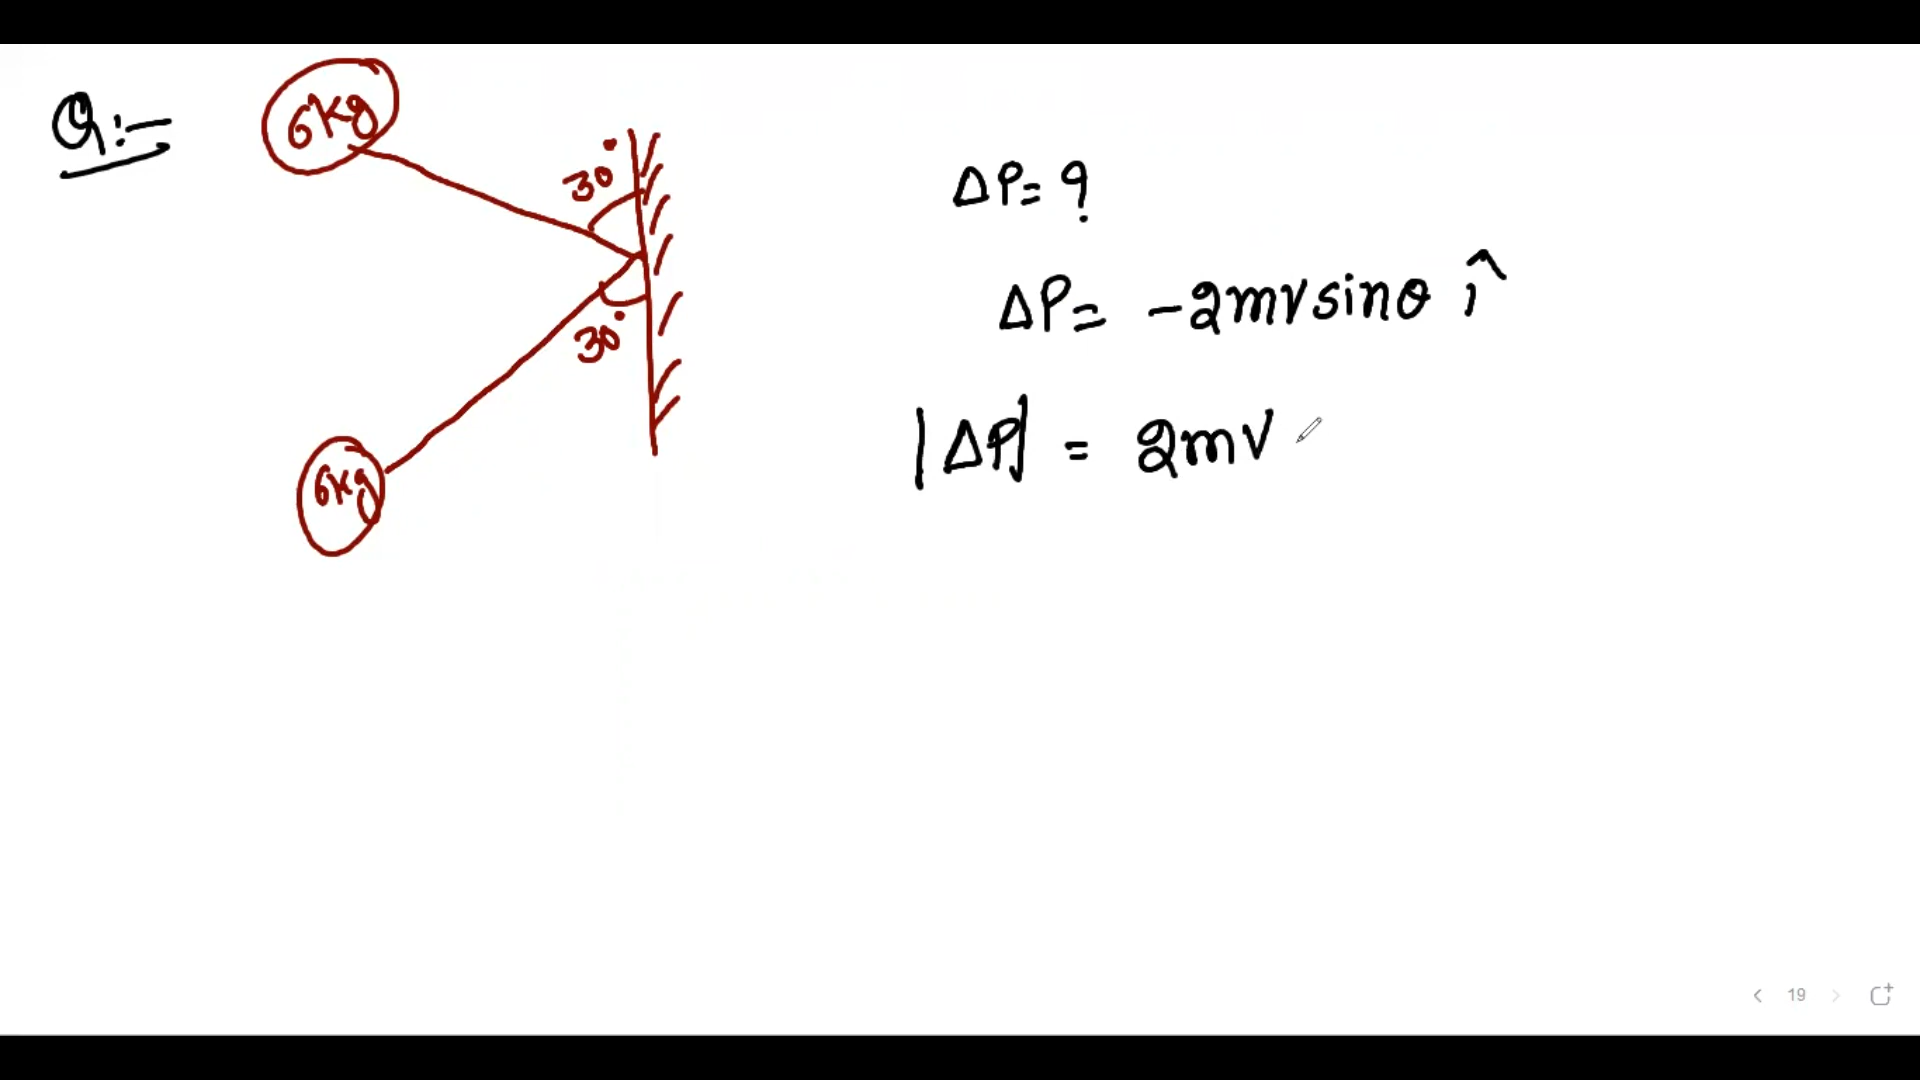 Q:-
6kg
30°
30°
6kg
ΔP = ?
ΔP = -2mvsinθ î
|ΔP| = 2mv
19